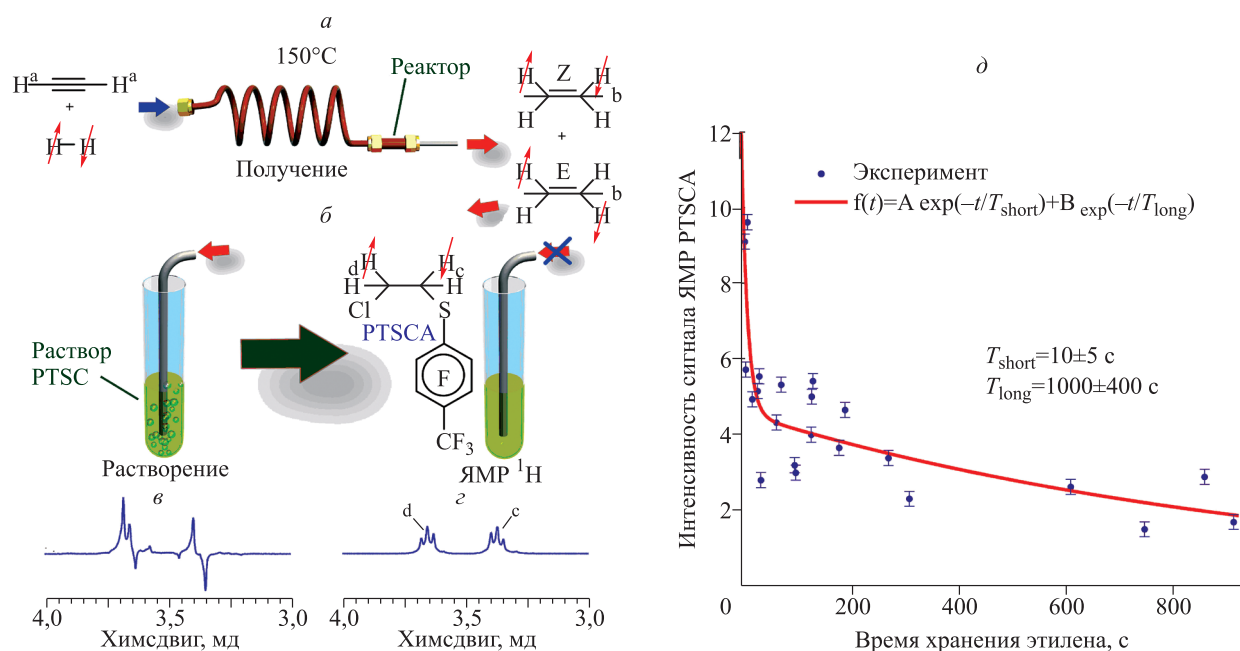 а
150°C
Hᵃ Hᵃ
+
H H
Реактор
Получение
H Z H
b
H H
+
H E H
b
H H
б
H H
d c
H H
Cl S
PTSCA
F
CF₃
Раствор
PTSC
Растворение
ЯМР ¹H
в
г
d c
4,0 3,5 3,0
Химсдвиг, мд
4,0 3,5 3,0
Химсдвиг, мд
д
Интенсивность сигнала ЯМР PTSCA
12
10
8
6
4
2
0 200 400 600 800
Время хранения этилена, с
Эксперимент
f(t)=A exp(–t/T_short)+B exp(–t/T_long)
T_short=10±5 с
T_long=1000±400 с